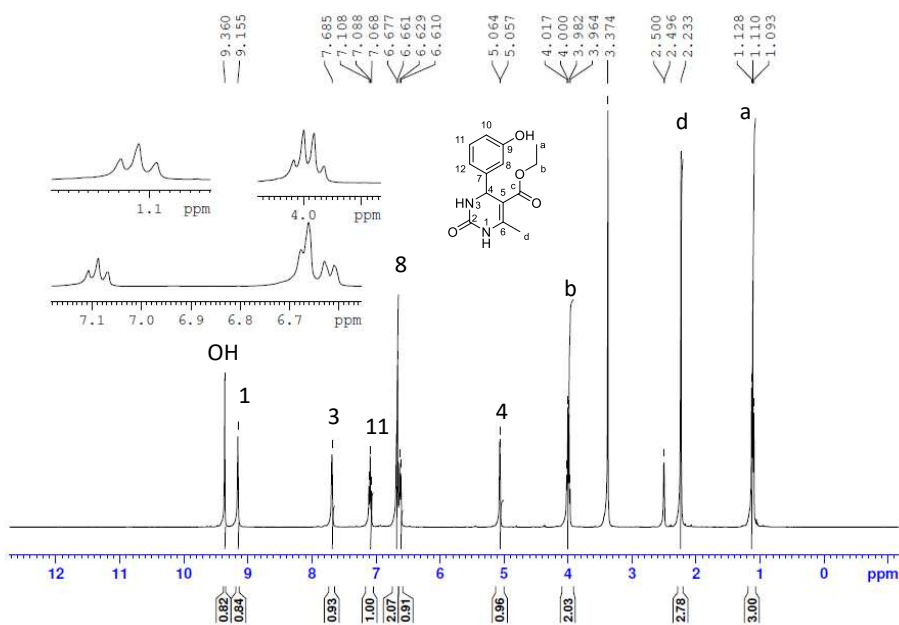 9.360
9.155
7.685
7.108
7.088
7.068
6.677
6.661
6.629
6.610
5.064
5.057
4.017
4.000
3.982
3.964
3.374
2.500
2.496
2.233
1.128
1.110
1.093
d
a
10
OH
11
9
a
12
8
b
7
O
4
c
5
HN
3
O
2
1
6
O
N
H
d
1.1 ppm
4.0 ppm
7.1 7.0 6.9 6.8 6.7 ppm
8
b
OH
1
3
11
4
12 11 10 9 8 7 6 5 4 3 2 1 0 ppm
0.82
0.84
0.93
1.00
2.07
0.91
0.96
2.03
2.78
3.00